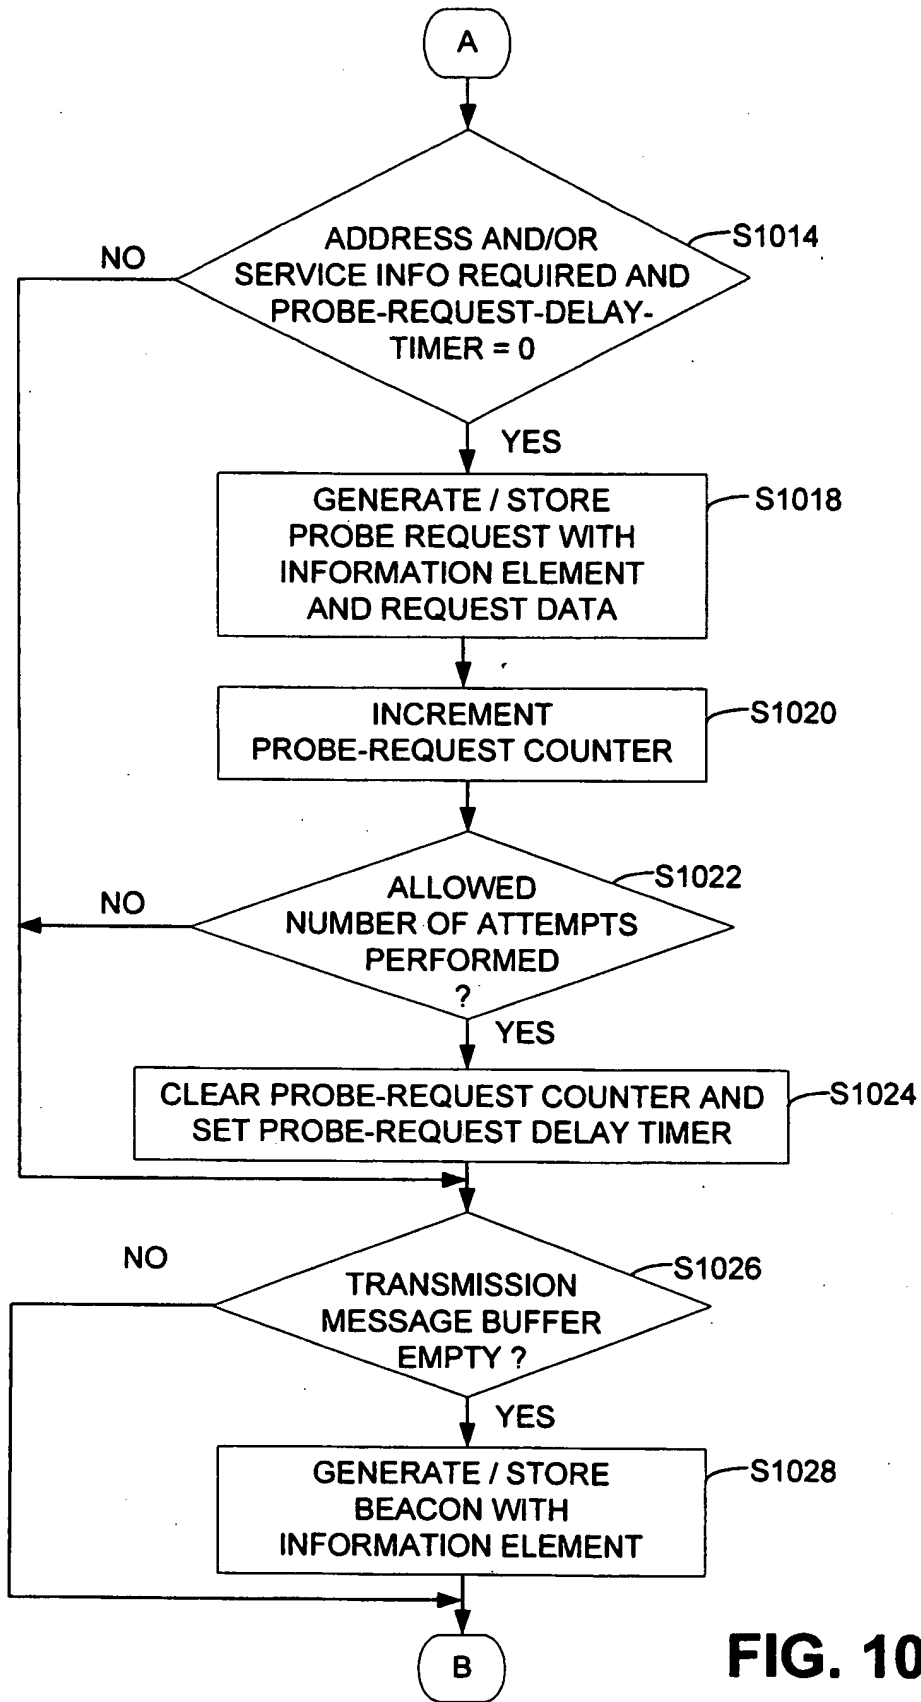 A
ADDRESS AND/OR
SERVICE INFO REQUIRED AND
PROBE-REQUEST-DELAY-
TIMER = 0
S1014
NO
YES
GENERATE / STORE
PROBE REQUEST WITH
INFORMATION ELEMENT
AND REQUEST DATA
S1018
INCREMENT
PROBE-REQUEST COUNTER
S1020
ALLOWED
NUMBER OF ATTEMPTS
PERFORMED
?
S1022
NO
YES
CLEAR PROBE-REQUEST COUNTER AND
SET PROBE-REQUEST DELAY TIMER
S1024
NO
TRANSMISSION
MESSAGE BUFFER
EMPTY ?
S1026
YES
GENERATE / STORE
BEACON WITH
INFORMATION ELEMENT
S1028
B
FIG. 10